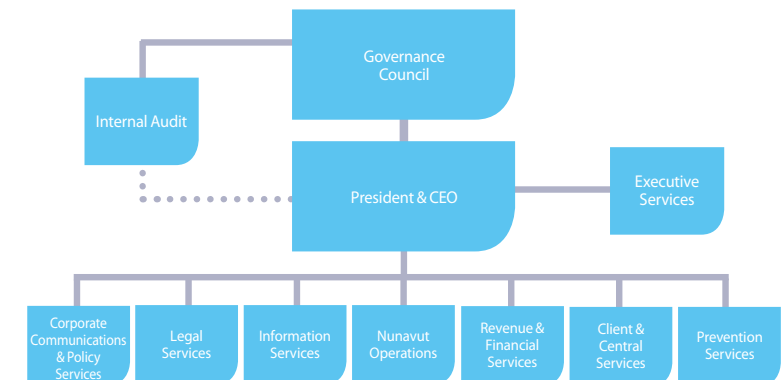 Governance
Council
Internal Audit
President & CEO
Executive
Services
Corporate
Communications
& Policy
Services
Legal
Services
Information
Services
Nunavut
Operations
Revenue &
Financial
Services
Client &
Central
Services
Prevention
Services